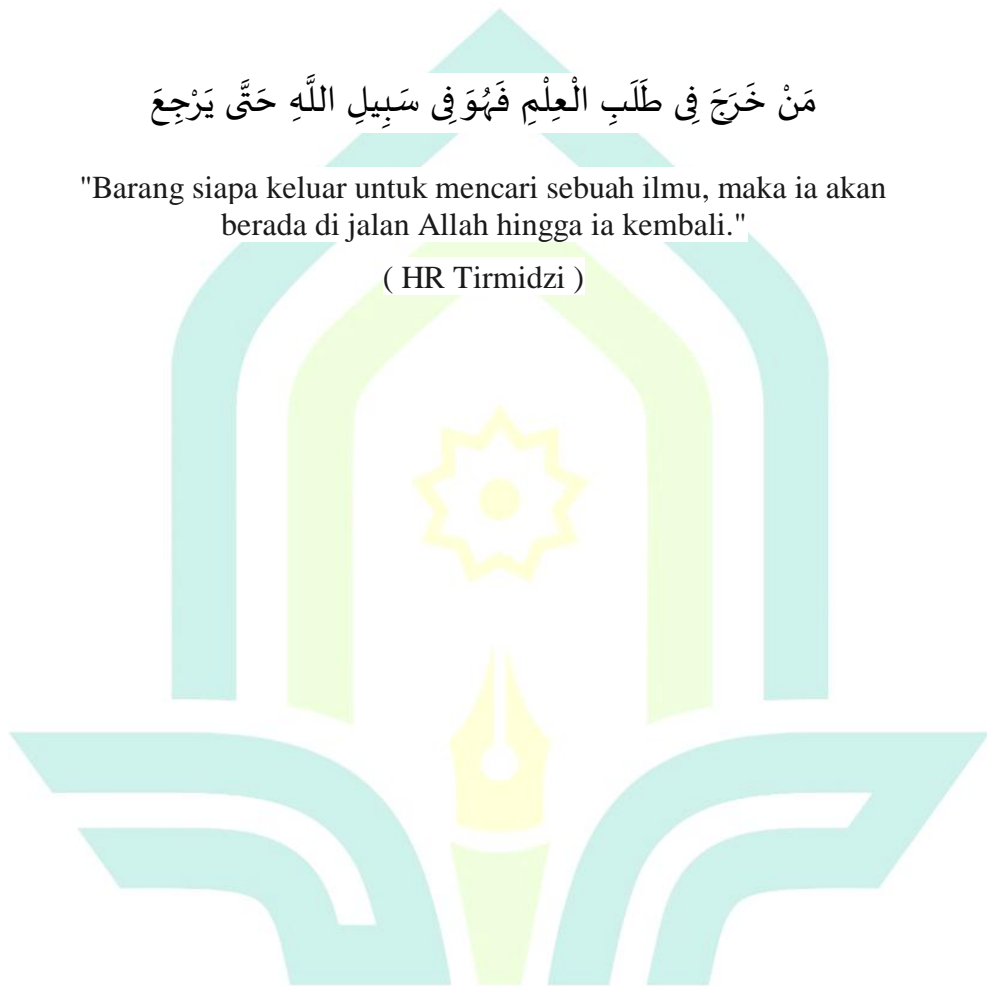 مَنْ خَرَجَ فِى طَلَبِ الْعِلْمِ فَهُوَ فِى سَبِيلِ اللَّهِ حَتَّى يَرْجِعَ
"Barang siapa keluar untuk mencari sebuah ilmu, maka ia akan
berada di jalan Allah hingga ia kembali."
( HR Tirmidzi )